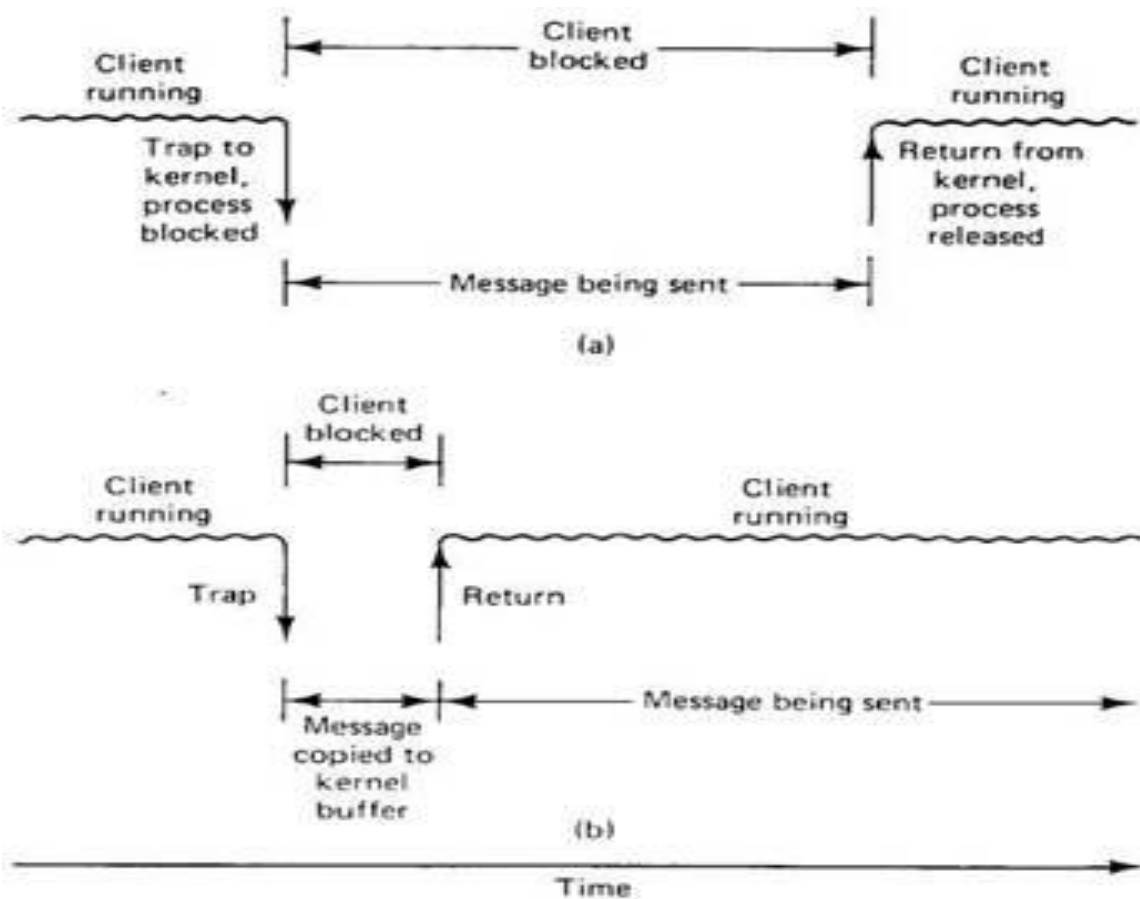 Client
blocked
Client
running
Client
running
Trap to
kernel,
process
blocked
Return from
kernel,
process
released
Message being sent
(a)
Client
blocked
Client
running
Client
running
Trap
Return
Message being sent
Message
copied to
kernel
buffer
(b)
Time